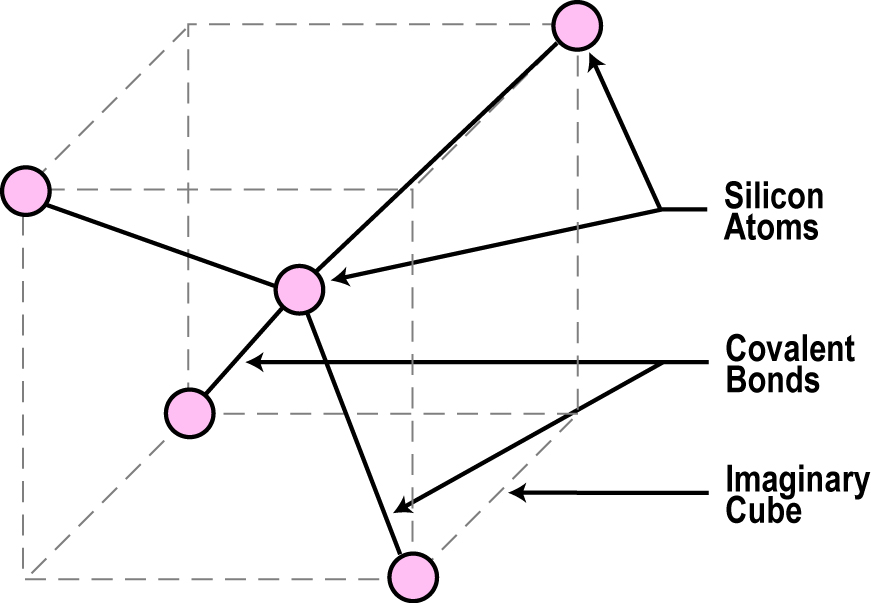 Silicon
Atoms
Covalent
Bonds
Imaginary
Cube